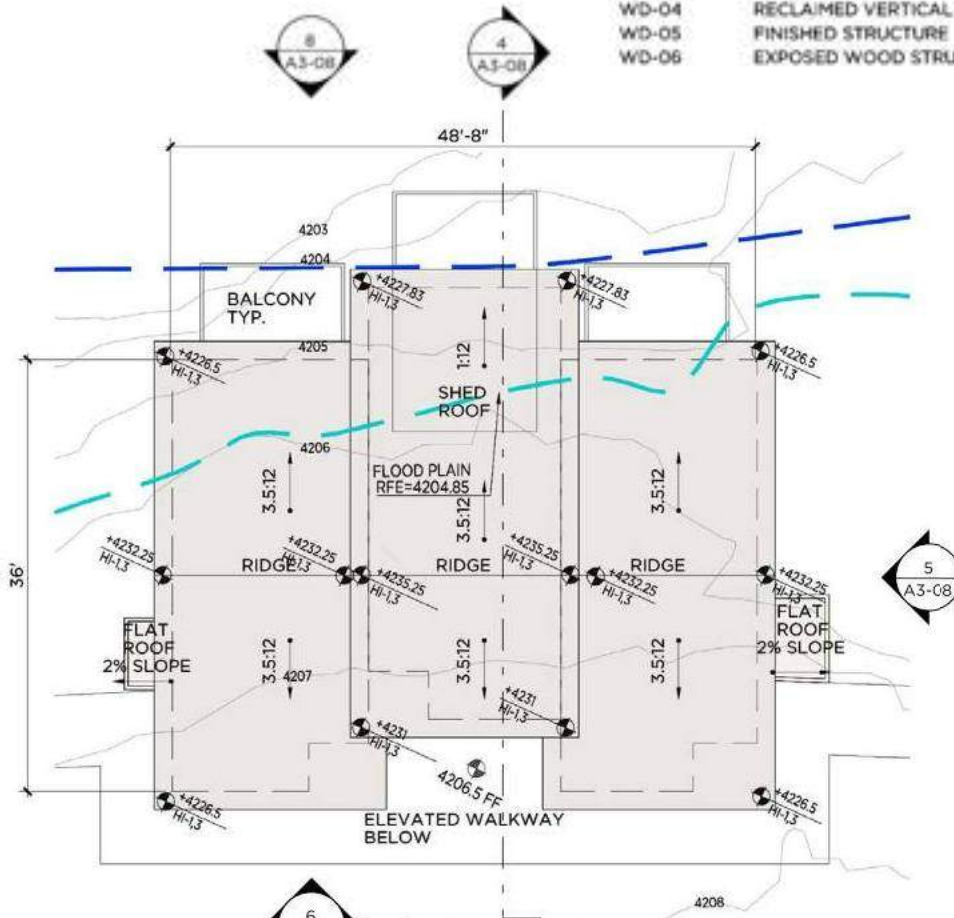 WD-04 RECLAIMED VERTICAL
WD-05 FINISHED STRUCTURE
WD-06 EXPOSED WOOD STRU
8
A3-08
4
A3-08
48'-8"
4203
4204
+4227.83
HI-1,3
+4227.83
HI-1,3
BALCONY
TYP.
+4226.5
HI-1,3
4205
1:12
+4226.5
HI-1,3
SHED
ROOF
4206
FLOOD PLAIN
RFE=4204.85
3.5:12
3.5:12
3.5:12
36'
+4232.25
HI-1,3
RIDGE
+4232.25
HI-1,3
+4235.25
HI-1,3
RIDGE
+4235.25
HI-1,3
+4232.25
HI-1,3
RIDGE
+4232.25
HI-1,3
5
A3-08
FLAT
ROOF
2% SLOPE
FLAT
ROOF
2% SLOPE
3.5:12
4207
3.5:12
3.5:12
+4231
HI-1,3
+4231
HI-1,3
4206.5 FF
+4226.5
HI-1,3
+4226.5
HI-1,3
ELEVATED WALKWAY
BELOW
6
4208